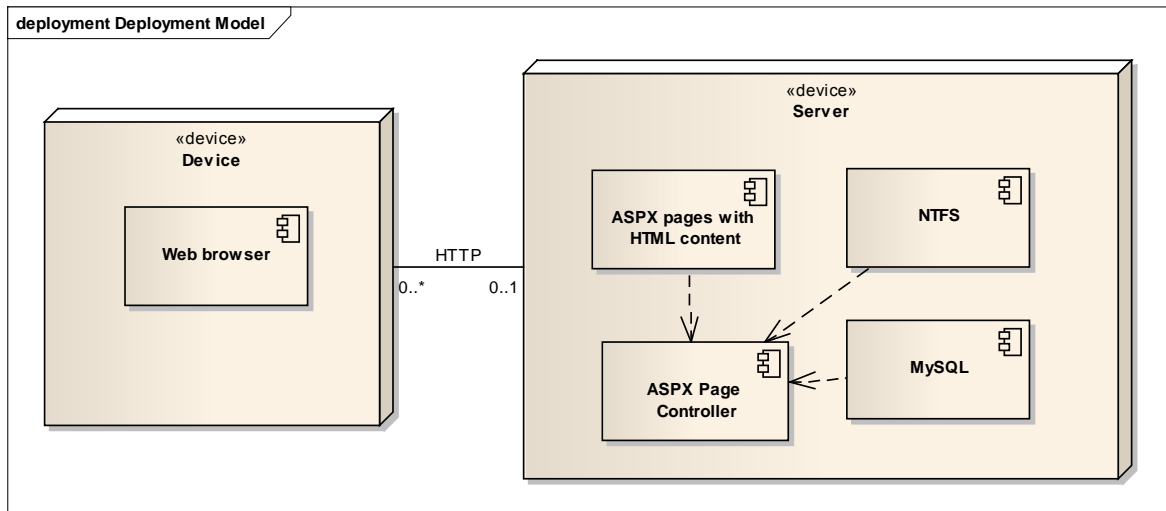 deployment Deployment Model
«device»
Device
Web browser
HTTP
0..*
0..1
«device»
Server
ASPX pages with
HTML content
NTFS
ASPX Page
Controller
MySQL